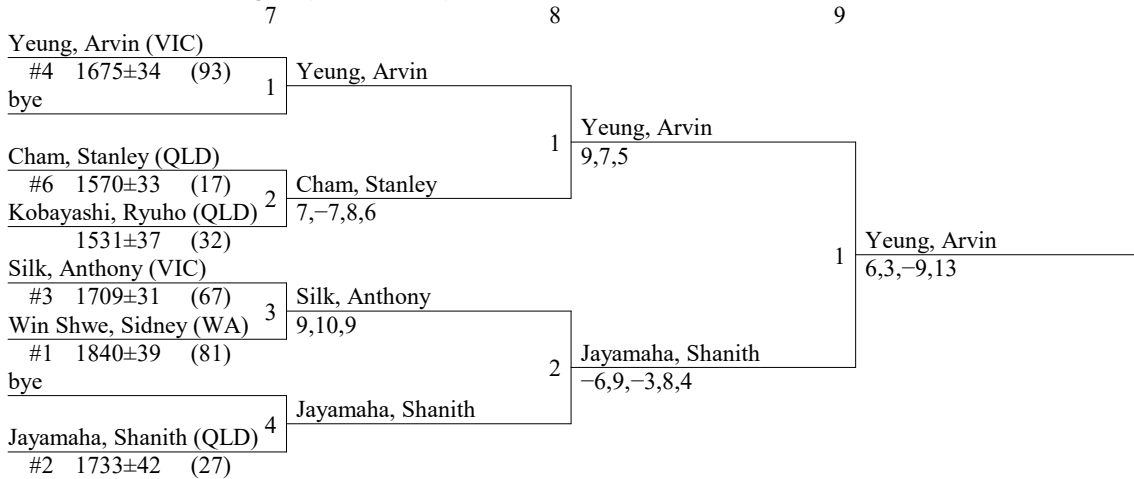 7 8 9
Yeung, Arvin (VIC)
#4 1675±34 (93)
bye
1
Yeung, Arvin
Cham, Stanley (QLD)
#6 1570±33 (17)
Kobayashi, Ryuho (QLD)
1531±37 (32)
2
Cham, Stanley
7,−7,8,6
1
Yeung, Arvin
9,7,5
Silk, Anthony (VIC)
#3 1709±31 (67)
Win Shwe, Sidney (WA)
#1 1840±39 (81)
3
Silk, Anthony
9,10,9
bye
Jayamaha, Shanith (QLD)
#2 1733±42 (27)
4
Jayamaha, Shanith
2
Jayamaha, Shanith
−6,9,−3,8,4
1
Yeung, Arvin
6,3,−9,13